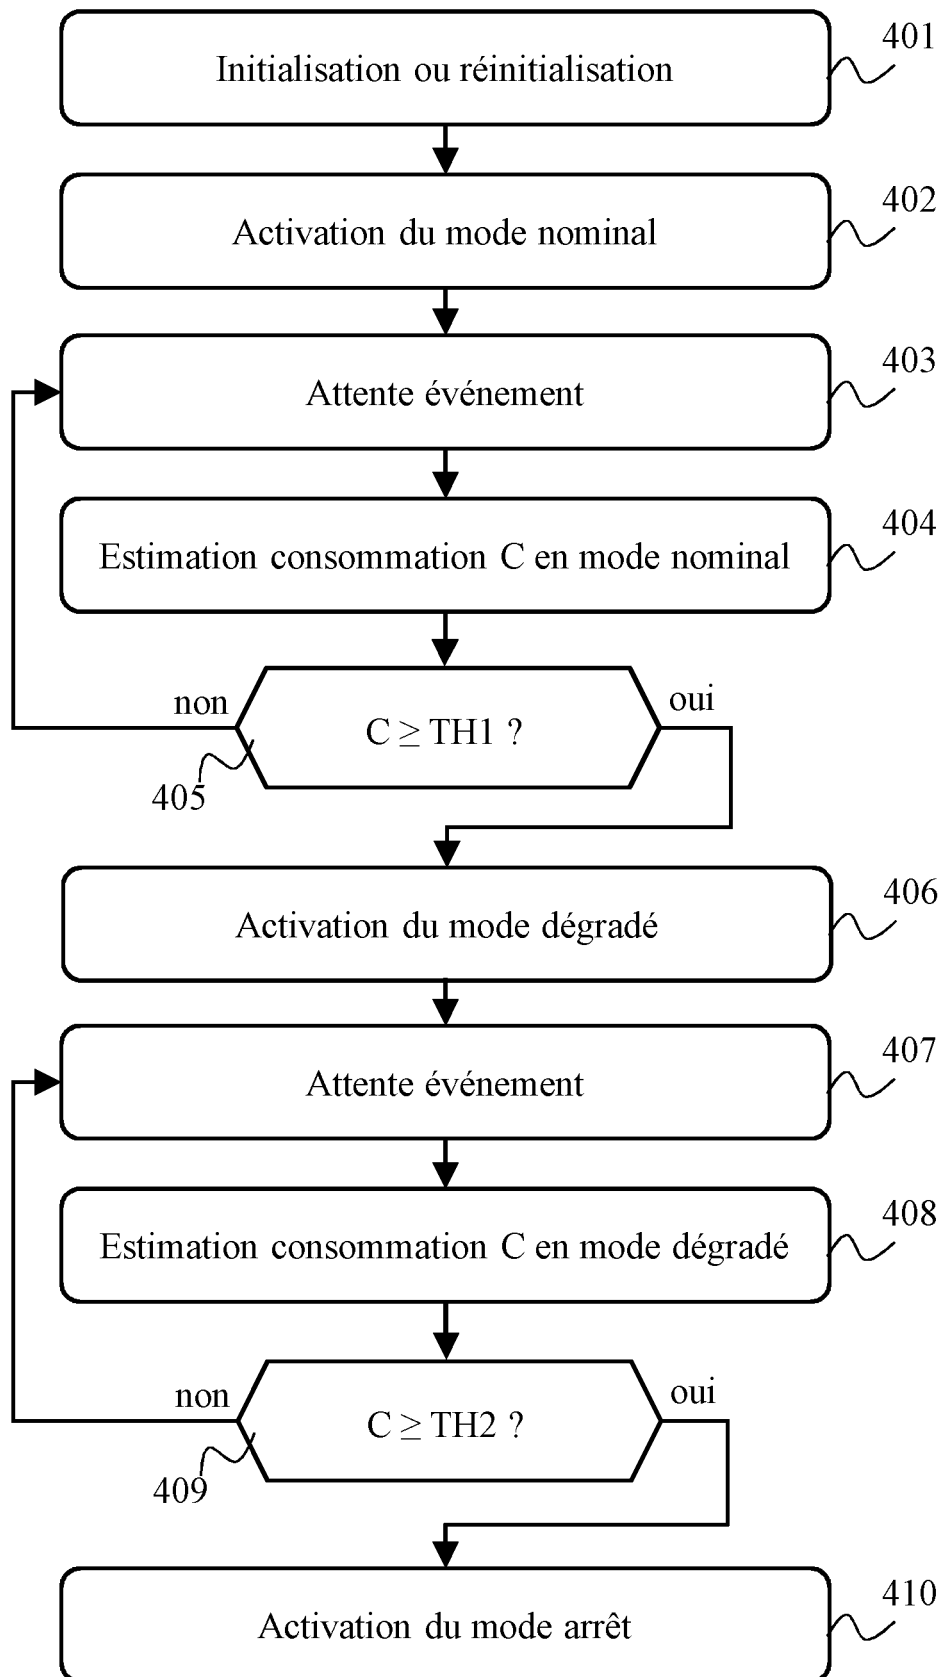 401
Initialisation ou réinitialisation
402
Activation du mode nominal
403
Attente événement
404
Estimation consommation C en mode nominal
non
oui
C ≥ TH1 ?
405
406
Activation du mode dégradé
407
Attente événement
408
Estimation consommation C en mode dégradé
non
oui
C ≥ TH2 ?
409
410
Activation du mode arrêt